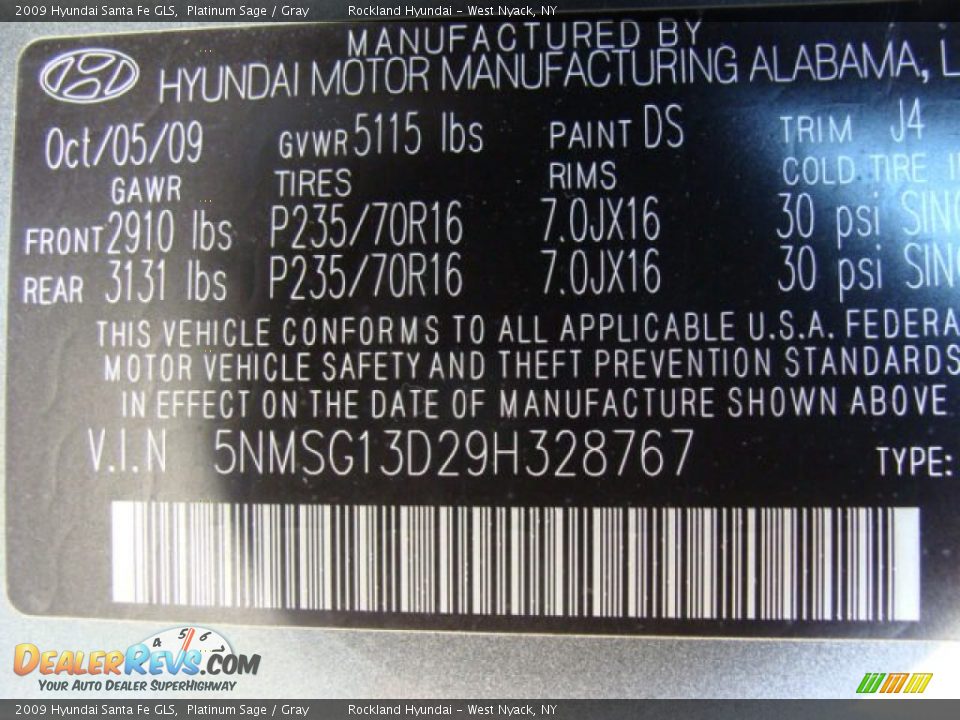 2009 Hyundai Santa Fe GLS, Platinum Sage / Gray Rockland Hyundai - West Nyack, NY
MANUFACTURED BY
HYUNDAI MOTOR MANUFACTURING ALABAMA, L
Oct/05/09 GVWR 5115 lbs PAINT DS TRIM J4
GAWR TIRES RIMS COLD TIRE
FRONT 2910 lbs P235/70R16 7.0JX16 30 psi SING
REAR 3131 lbs P235/70R16 7.0JX16 30 psi SING
THIS VEHICLE CONFORMS TO ALL APPLICABLE U.S.A. FEDERA
MOTOR VEHICLE SAFETY AND THEFT PREVENTION STANDARDS
IN EFFECT ON THE DATE OF MANUFACTURE SHOWN ABOVE
V.I.N 5NMSG13D29H328767 TYPE:
4 5 6
DEALERREVS.COM
YOUR AUTO DEALER SUPERHIGHWAY
2009 Hyundai Santa Fe GLS, Platinum Sage / Gray Rockland Hyundai - West Nyack, NY